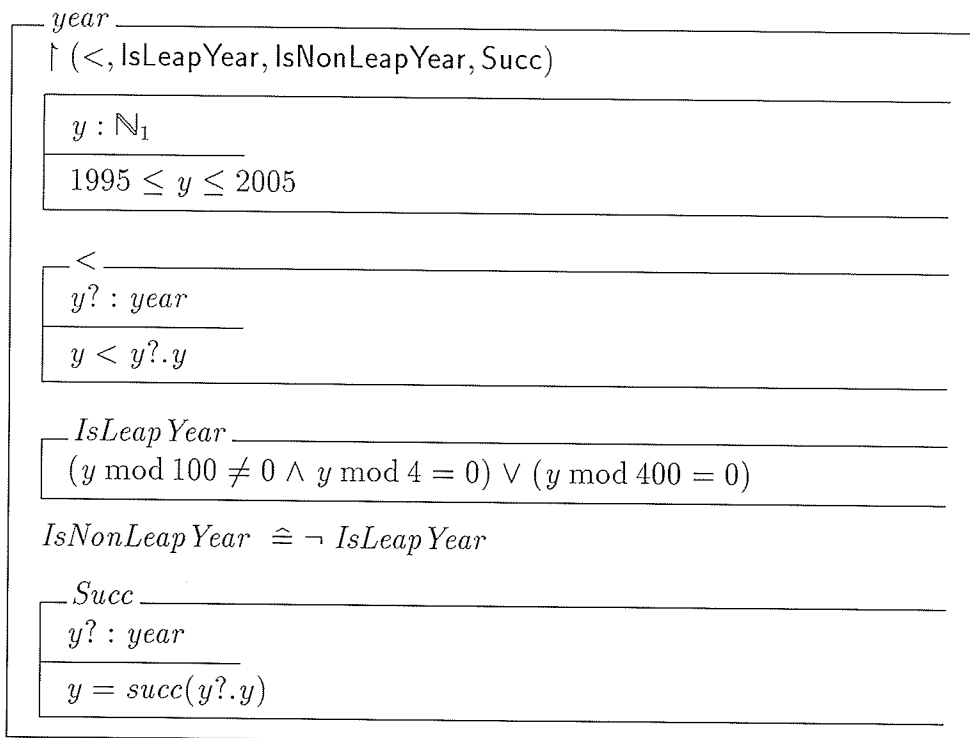 year
↾ (<, IsLeapYear, IsNonLeapYear, Succ)
y : ℕ₁
1995 ≤ y ≤ 2005
<
y? : year
y < y?.y
IsLeapYear
(y mod 100 ≠ 0 ∧ y mod 4 = 0) ∨ (y mod 400 = 0)
IsNonLeapYear ≙ ¬ IsLeapYear
Succ
y? : year
y = succ(y?.y)